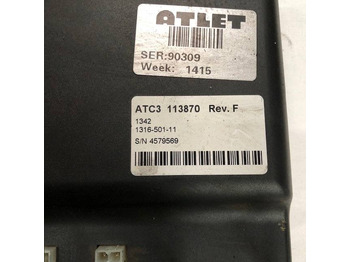 ATLET
SER:90309
Week: 1415
ATC3 113870 Rev. F
1342
1316-501-11
S/N 4579569